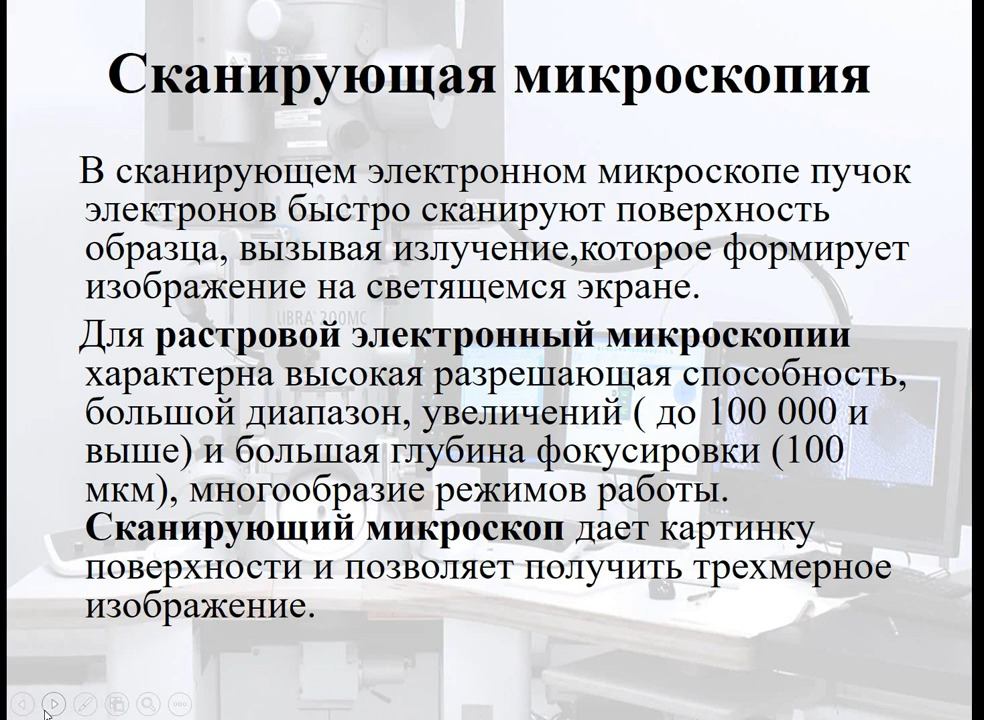 Сканирующая микроскопия
В сканирующем электронном микроскопе пучок
электронов быстро сканируют поверхность
образца, вызывая излучение,которое формирует
изображение на светящемся экране.
LIBRA 200MC
Для растровой электронный микроскопии
характерна высокая разрешающая способность,
большой диапазон, увеличений ( до 100 000 и
выше) и большая глубина фокусировки (100
мкм), многообразие режимов работы.
Сканирующий микроскоп дает картинку
поверхности и позволяет получить трехмерное
изображение.